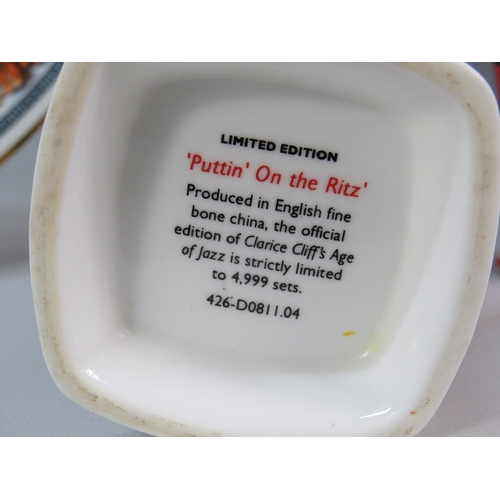 LIMITED EDITION
'Puttin' On the Ritz'
Produced in English fine
bone china, the official
edition of Clarice Cliff's Age
of Jazz is strictly limited
to 4,999 sets.
426-D0811.04